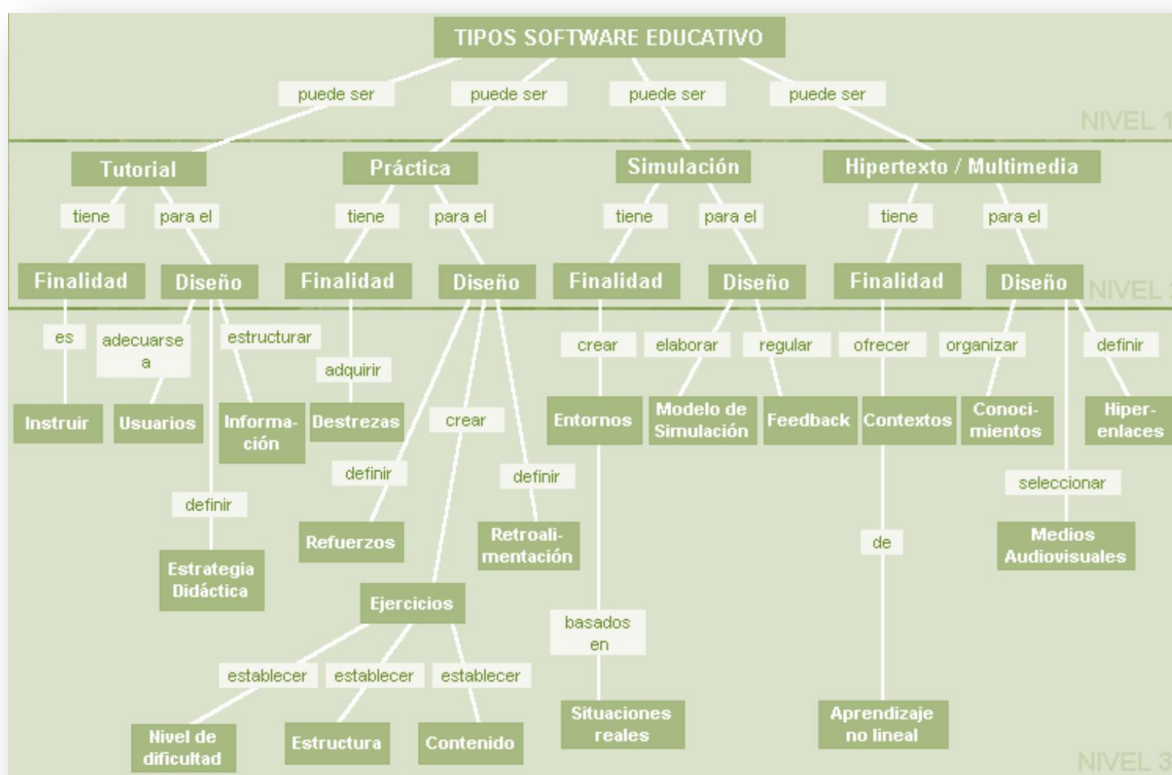 TIPOS SOFTWARE EDUCATIVO
puede ser
puede ser
puede ser
puede ser
NIVEL 1
Tutorial
Práctica
Simulación
Hipertexto / Multimedia
tiene
para el
tiene
para el
tiene
para el
tiene
para el
Finalidad
Diseño
Finalidad
Diseño
Finalidad
Diseño
Finalidad
Diseño
NIVEL
es
adecuarse
a
estructurar
adquirir
crear
crear
elaborar
regular
ofrecer
organizar
definir
Instruir
Usuarios
Informa-
ción
Destrezas
Entornos
Modelo de
Simulación
Feedback
Contextos
Conoci-
mientos
Hiper-
enlaces
definir
definir
definir
seleccionar
Estrategia
Didáctica
Refuerzos
Retroali-
mentación
de
Medios
Audiovisuales
Ejercicios
basados
en
establecer
establecer
establecer
Nivel de
dificultad
Estructura
Contenido
Situaciones
reales
Aprendizaje
no lineal
NIVEL 3